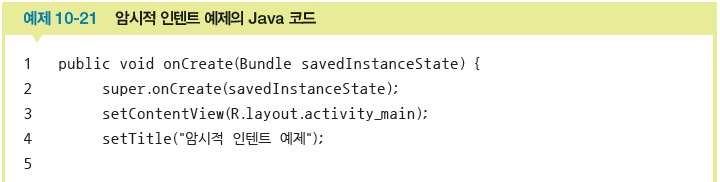 예제 10-21 암시적 인텐트 예제의 Java 코드
1 public void onCreate(Bundle savedInstanceState) {
2 super.onCreate(savedInstanceState);
3 setContentView(R.layout.activity_main);
4 setTitle("암시적 인텐트 예제");
5